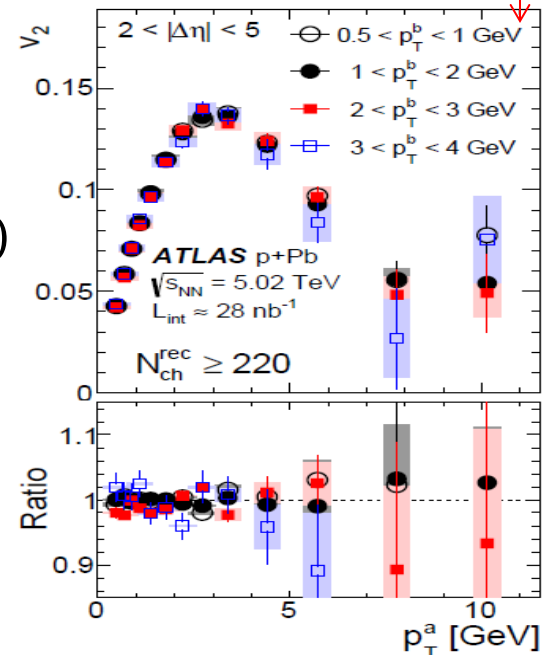 v₂
2 < |Δη| < 5
0.5 < p_T^b < 1 GeV
1 < p_T^b < 2 GeV
2 < p_T^b < 3 GeV
3 < p_T^b < 4 GeV
0.15
0.1
0.05
0
)
ATLAS p+Pb
√s_NN = 5.02 TeV
L_int ≈ 28 nb⁻¹
N_ch^rec ≥ 220
Ratio
1.1
1
0.9
0 5 10
p_T^a [GeV]